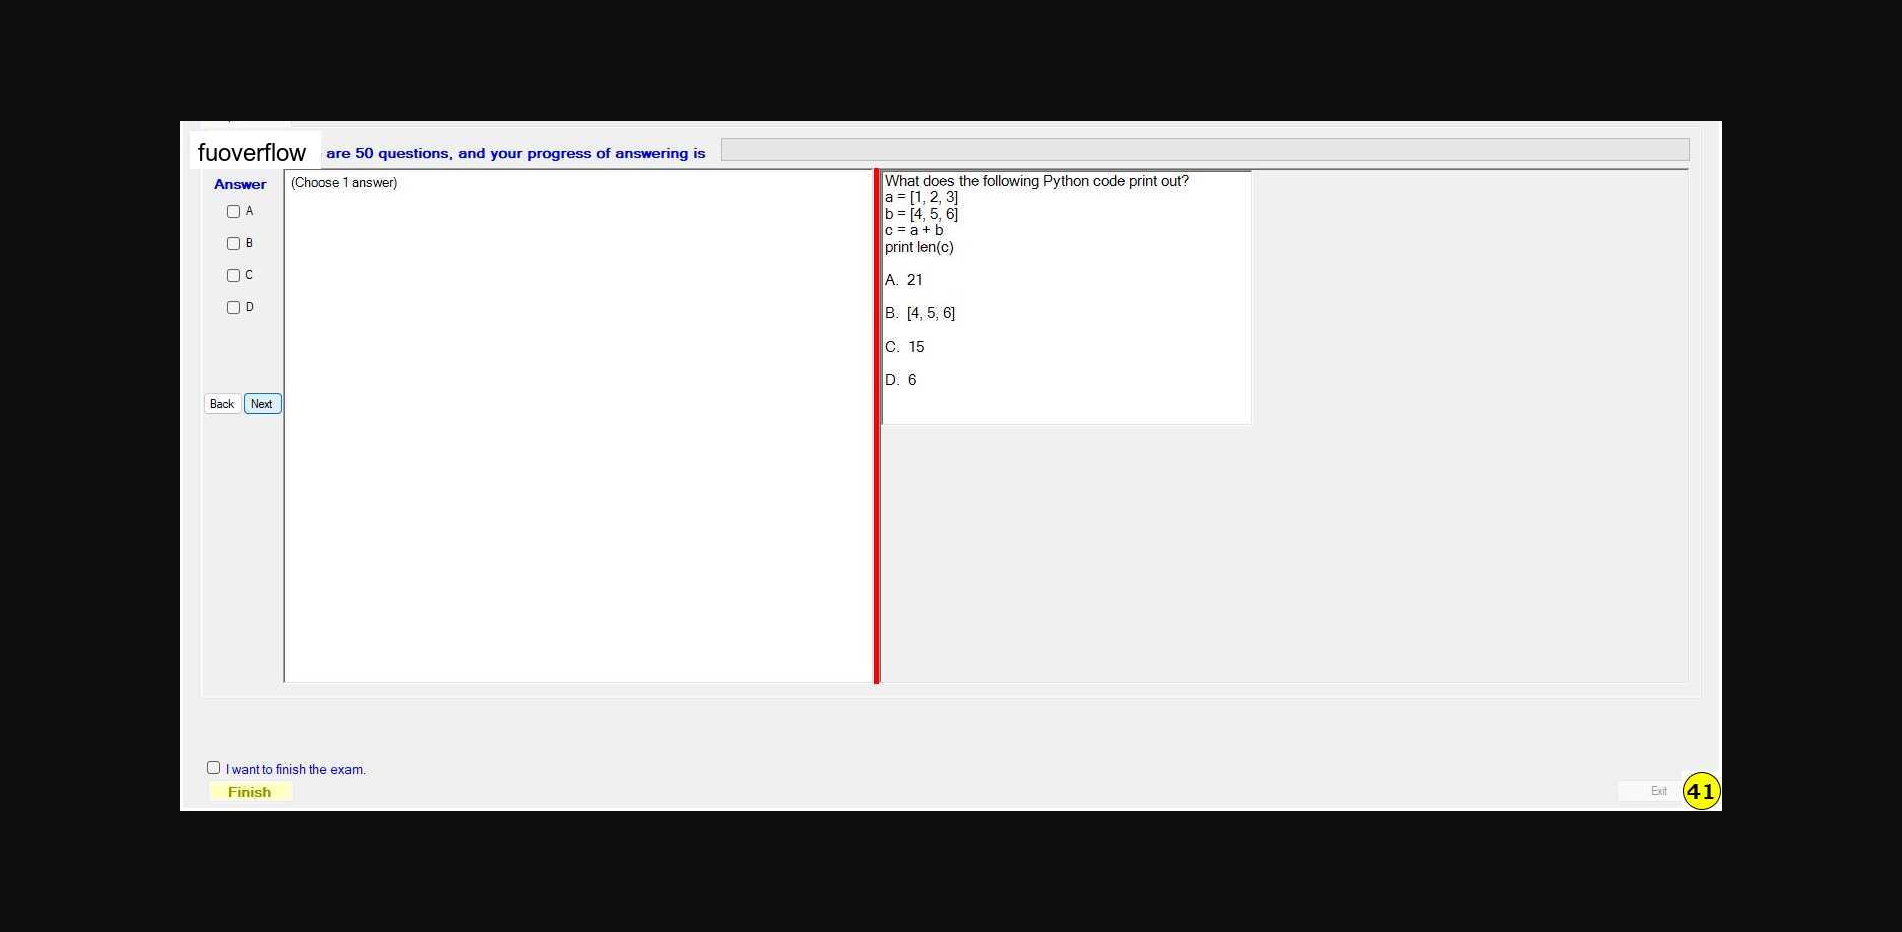 fuoverflow are 50 questions, and your progress of answering is
Answer
(Choose 1 answer)
A
B
C
D
Back Next
What does the following Python code print out?
a = [1, 2, 3]
b = [4, 5, 6]
c = a + b
print len(c)
A. 21
B. [4, 5, 6]
C. 15
D. 6
I want to finish the exam.
Finish
Exit
41